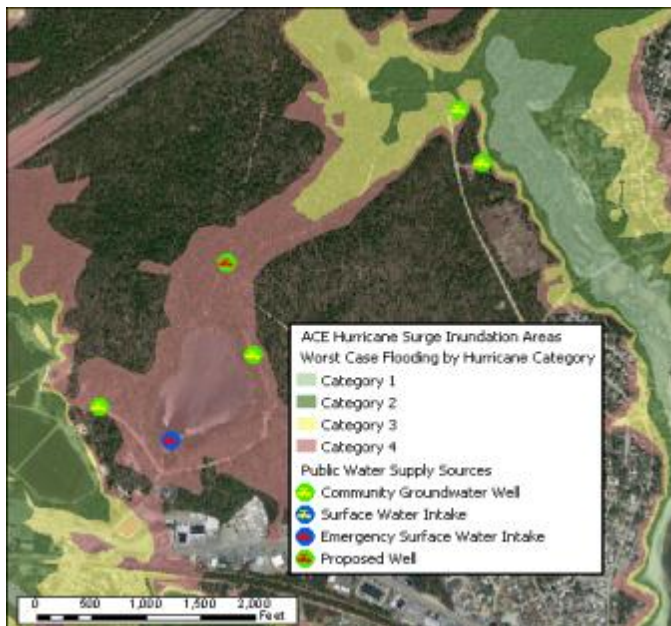 ACE Hurricane Surge Inundation Areas
Worst Case Flooding by Hurricane Category
Category 1
Category 2
Category 3
Category 4
Public Water Supply Sources
Community Groundwater Well
Surface Water Intake
Emergency Surface Water Intake
Proposed Well
0 500 1,000 1,500 2,000
Feet